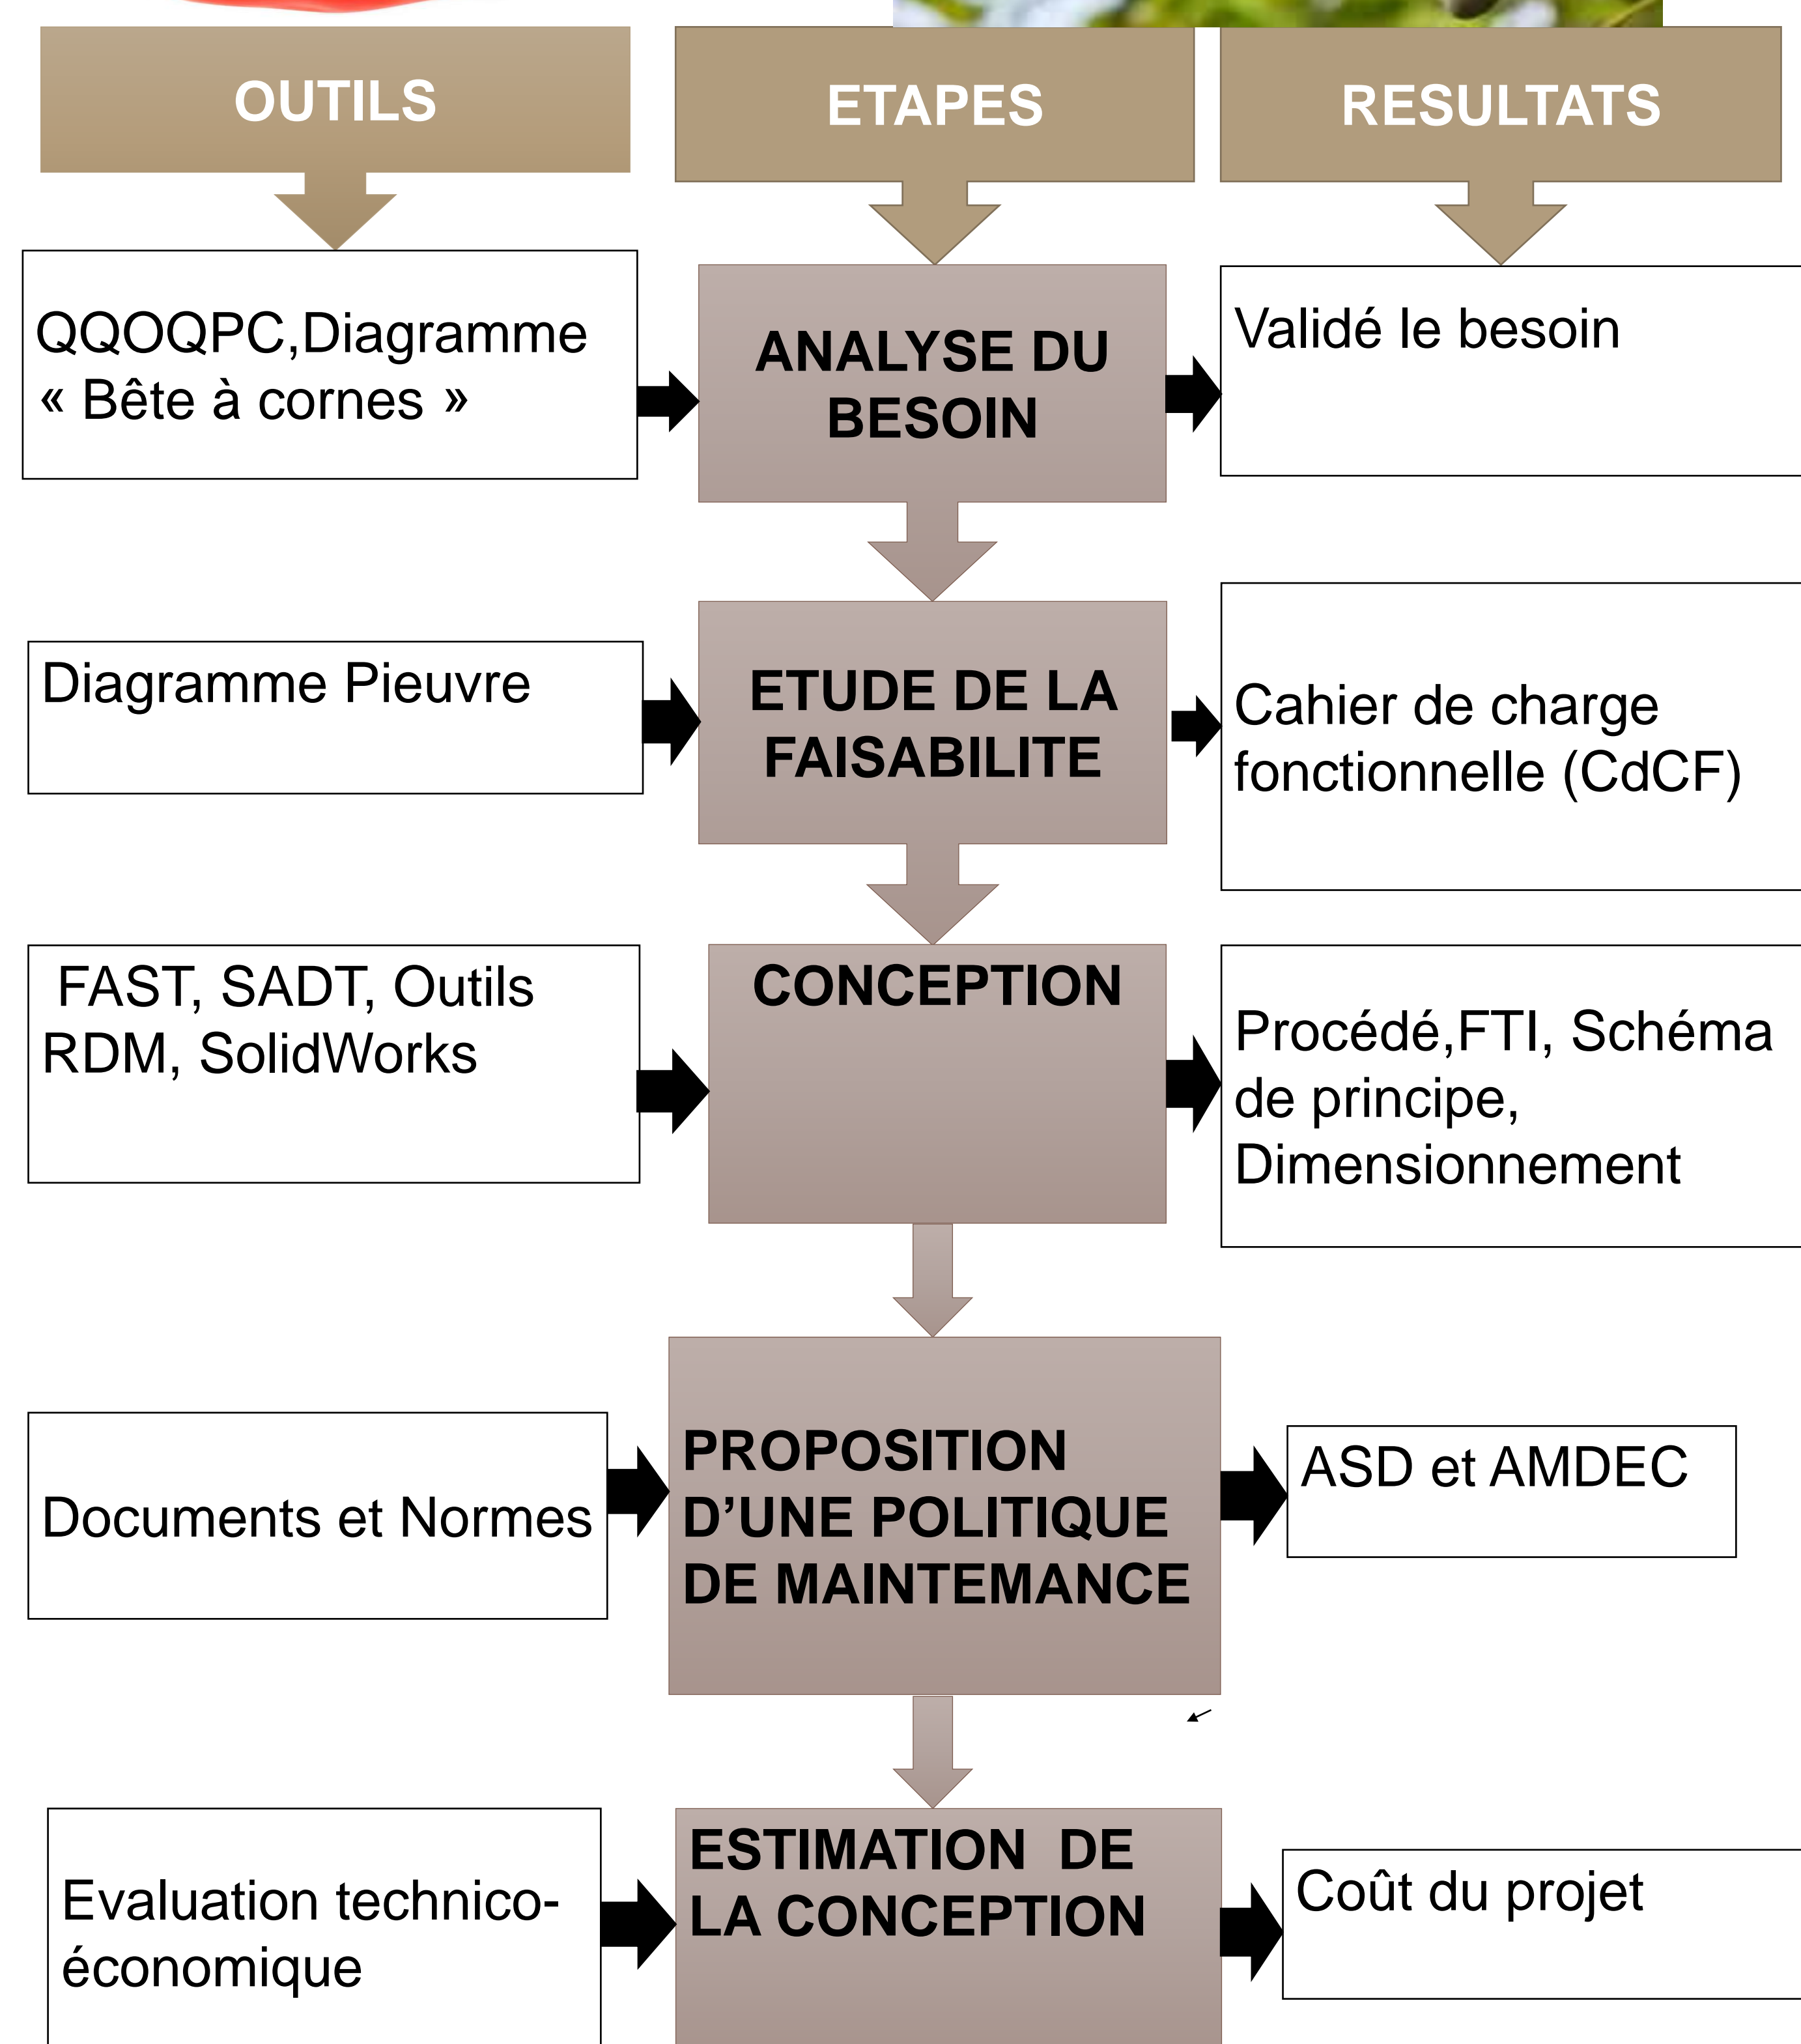 OUTILS
ETAPES
RESULTATS
QQOQPC,Diagramme
« Bête à cornes »
ANALYSE DU
BESOIN
Validé le besoin
Diagramme Pieuvre
ETUDE DE LA
FAISABILITE
Cahier de charge
fonctionnelle (CdCF)
FAST, SADT, Outils
RDM, SolidWorks
CONCEPTION
Procédé,FTI, Schéma
de principe,
Dimensionnement
Documents et Normes
PROPOSITION
D’UNE POLITIQUE
DE MAINTEMANCE
ASD et AMDEC
Evaluation technico-
économique
ESTIMATION DE
LA CONCEPTION
Coût du projet